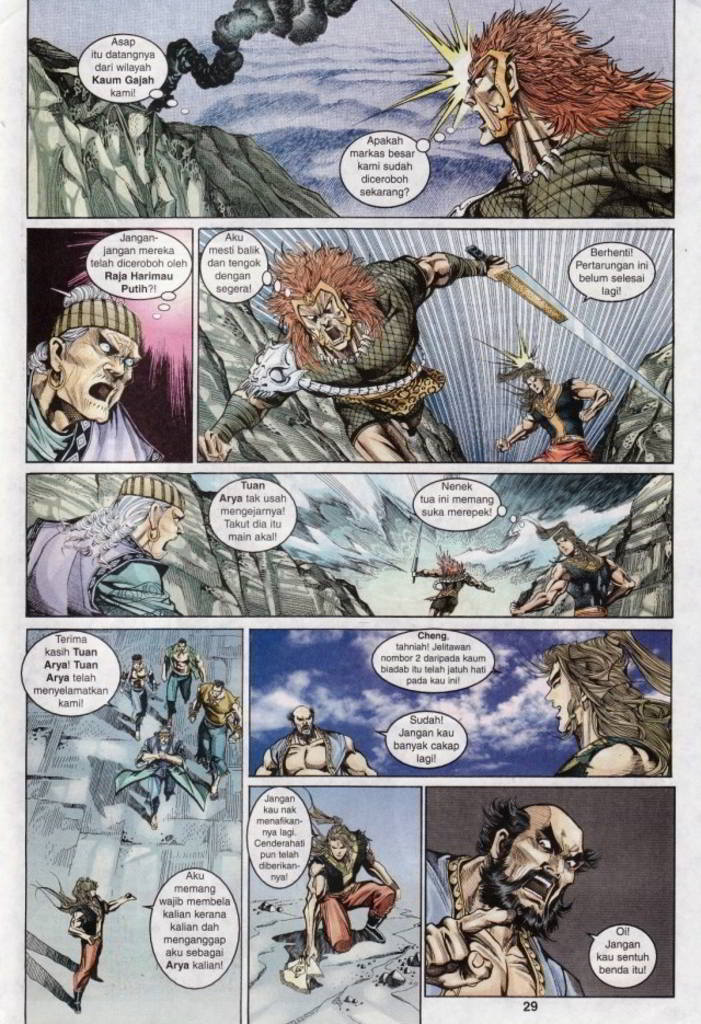 Asap
itu datangnya
dari wilayah
Kaum Gajah
kami!
Apakah
markas besar
kami sudah
diceroboh
sekarang?
Jangan-
jangan mereka
telah diceroboh oleh
Raja Harimau
Putih?!
Aku
mesti balik
dan tengok
dengan
segera!
Berhenti!
Pertarungan ini
belum selesai
lagi!
Tuan
Arya tak usah
mengejarnya!
Takut dia itu
main akal!
Nenek
tua ini memang
suka merepek!
Terima
kasih Tuan
Arya! Tuan
Arya telah
menyelamatkan
kami!
Aku
memang
wajib membela
kalian kerana
kalian dah
menganggap
aku sebagai
Arya kalian!
Cheng,
tahniah! Jelitawan
nombor 2 daripada kaum
biadab itu telah jatuh hati
pada kau ini!
Sudah!
Jangan kau
banyak cakap
lagi!
Jangan
kau nak
menafikan-
nya lagi.
Cenderahati
pun telah
diberikan-
nya!
Oi!
Jangan
kau sentuh
benda itu!
29